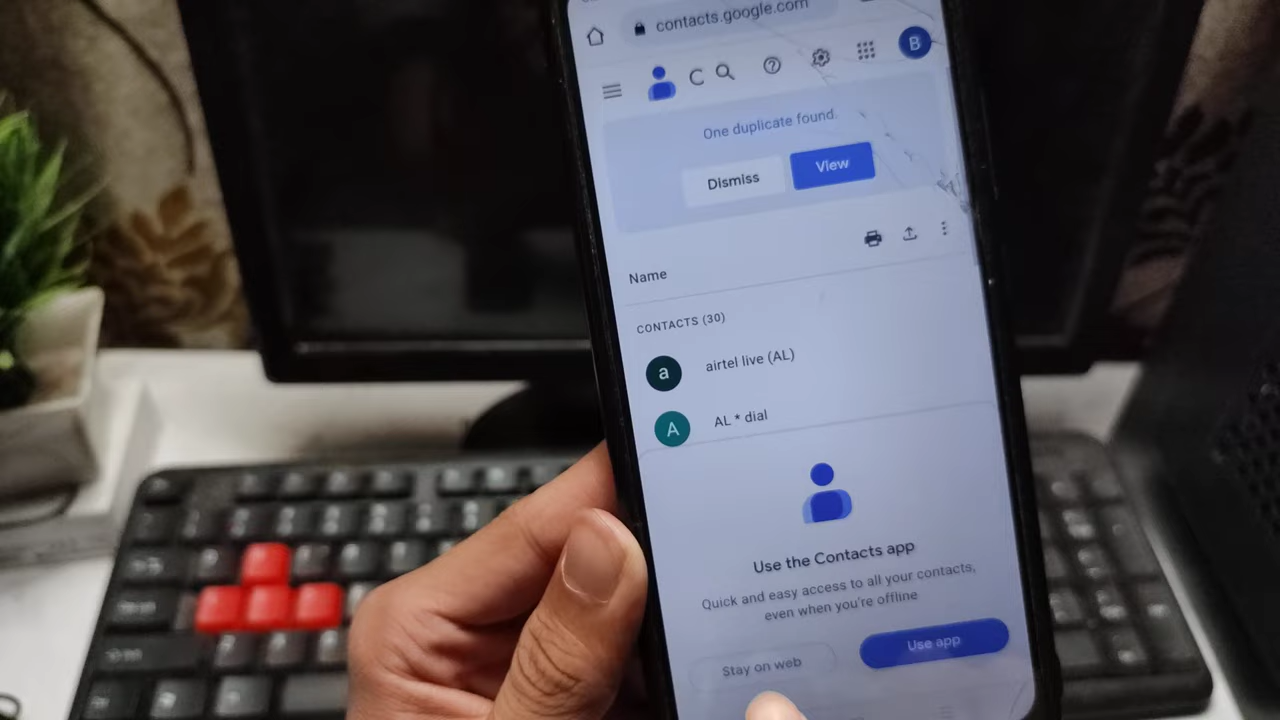 contacts.google.com
C
B
One duplicate found.
Dismiss
View
Name
CONTACTS (30)
a
airtel live (AL)
A
AL * dial
Use the Contacts app
Quick and easy access to all your contacts,
even when you're offline
Stay on web
Use app